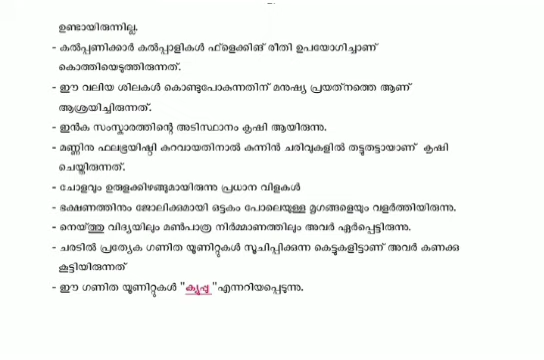 ഉണ്ടായിരുന്നില്ല.
- കൽപ്പണിക്കാർ കൽപ്പാളികൾ ഫ്ളെക്കിങ് രീതി ഉപയോഗിച്ചാണ്
കൊത്തിയെടുത്തിരുന്നത്.
- ഈ വലിയ ശിലകൾ കൊണ്ടുപോകുന്നതിന് മനുഷ്യ പ്രയത്നത്തെ ആണ്
ആശ്രയിച്ചിരുന്നത്.
- ഇൻക സംസ്കാരത്തിന്റെ അടിസ്ഥാനം കൃഷി ആയിരുന്നു.
- മണ്ണിനു ഫലഭൂയിഷ്ഠി കുറവായതിനാൽ കുന്നിൻ ചരിവുകളിൽ തട്ടുതട്ടായാണ് കൃഷി
ചെയ്തിരുന്നത്.
- ചോളവും ഉരുളക്കിഴങ്ങുമായിരുന്നു പ്രധാന വിളകൾ
- ഭക്ഷണത്തിനും ജോലിക്കുമായി ഒട്ടകം പോലെയുള്ള മൃഗങ്ങളെയും വളർത്തിയിരുന്നു.
- നെയ്ത്തു വിദ്യയിലും മൺപാത്ര നിർമ്മാണത്തിലും അവർ ഏർപ്പെട്ടിരുന്നു.
- ചരടിൽ പ്രത്യേക ഗണിത യൂണിറ്റുകൾ സൂചിപ്പിക്കുന്ന കെട്ടുകളിട്ടാണ് അവർ കണക്കു
കൂട്ടിയിരുന്നത്
- ഈ ഗണിത യൂണിറ്റുകൾ "ക്യുപ്പു "എന്നറിയപ്പെടുന്നു.